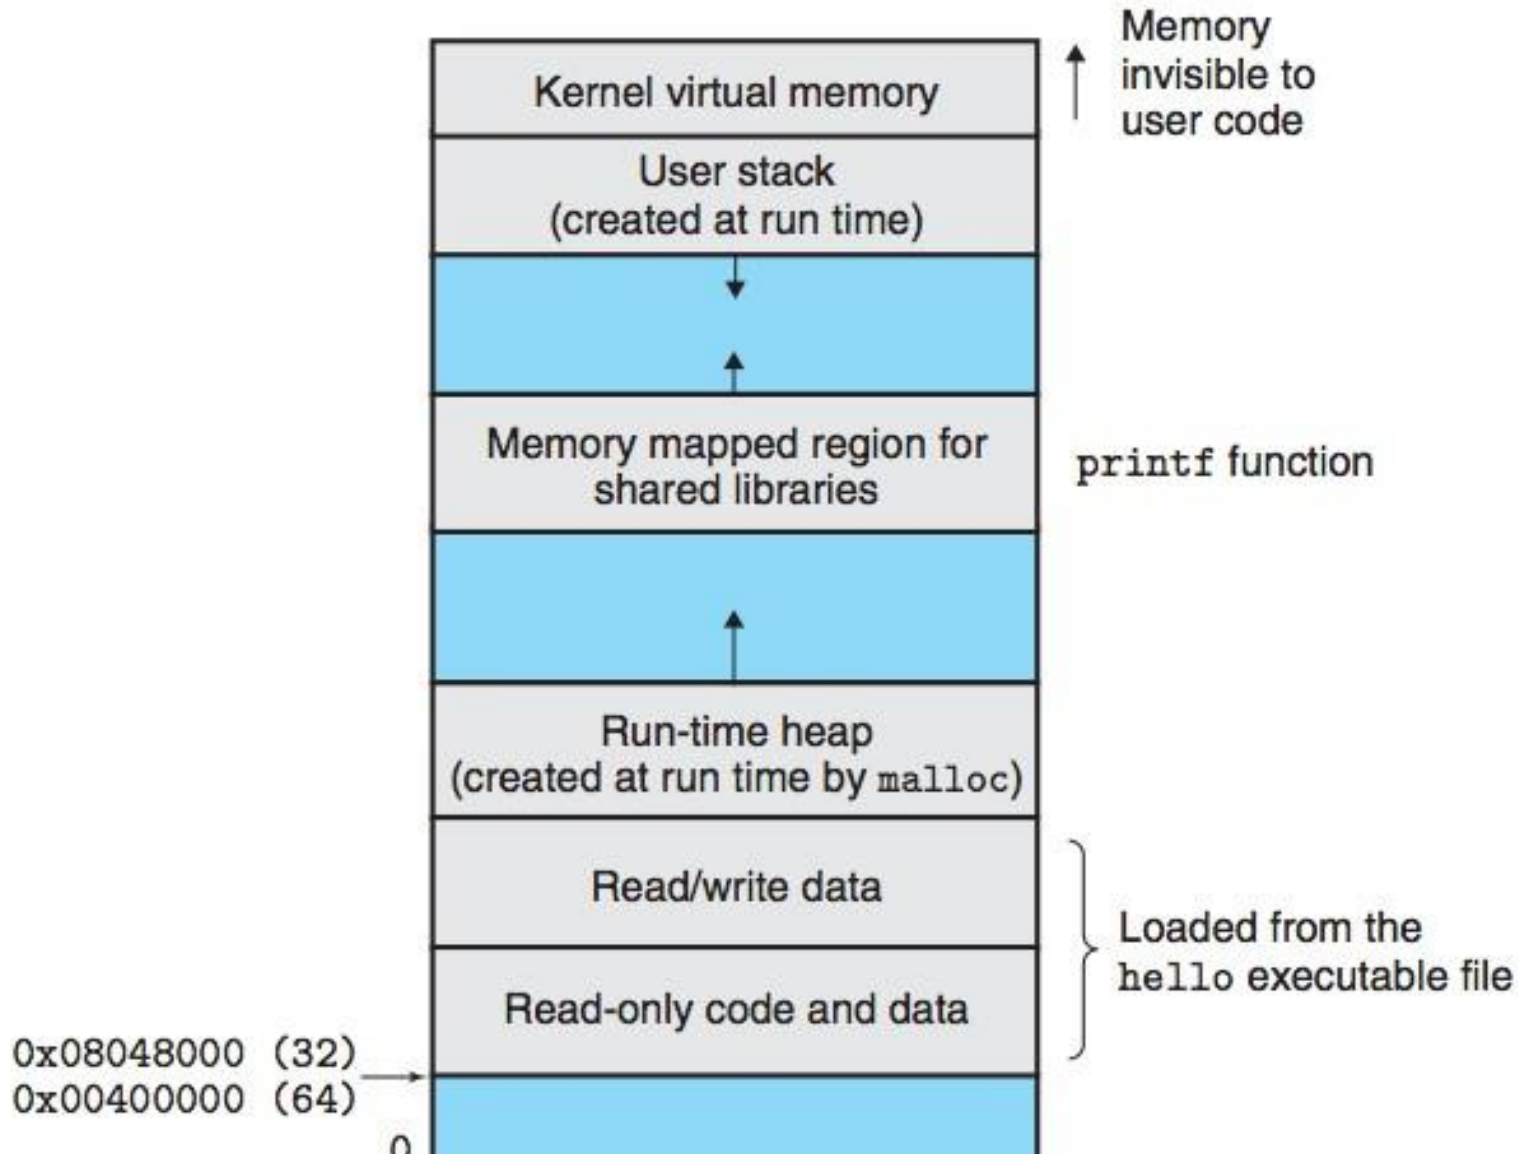 Memory
invisible to
user code
Kernel virtual memory
User stack
(created at run time)
Memory mapped region for
shared libraries
printf function
Run-time heap
(created at run time by malloc)
Read/write data
Loaded from the
hello executable file
Read-only code and data
0x08048000 (32)
0x00400000 (64)
0